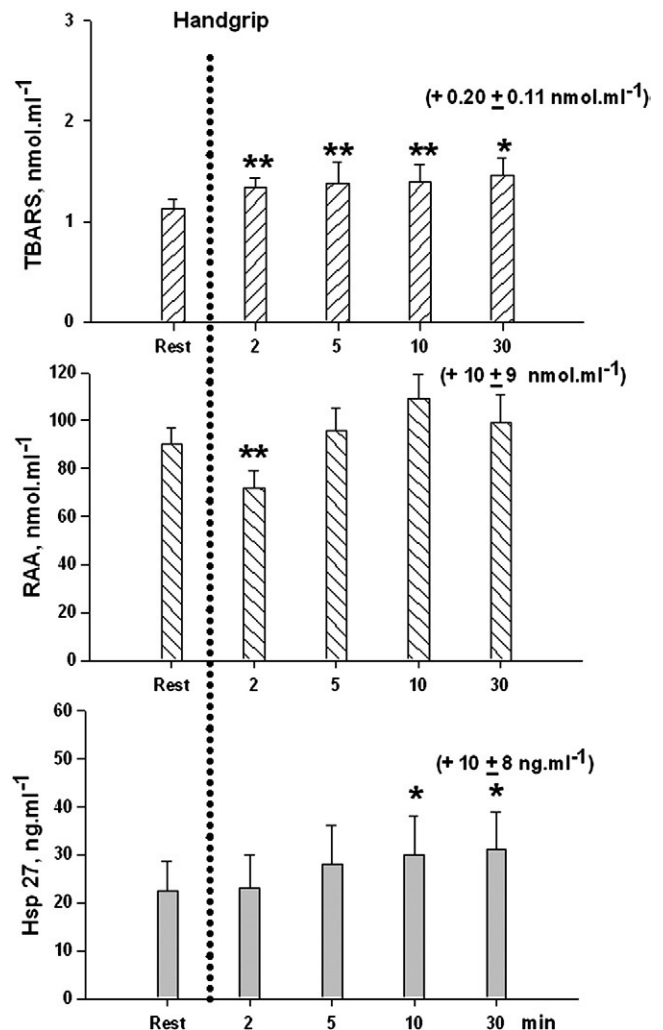 Handgrip
3
(+ 0.20 ± 0.11 nmol.ml⁻¹)
2
** ** ** *
1
0
TBARS, nmol.ml⁻¹
Rest 2 5 10 30
120
(+ 10 ± 9 nmol.ml⁻¹)
100
80
**
60
40
20
0
RAA, nmol.ml⁻¹
Rest 2 5 10 30
60
50
(+ 10 ± 8 ng.ml⁻¹)
* *
40
30
20
10
0
Hsp 27, ng.ml⁻¹
Rest 2 5 10 30 min